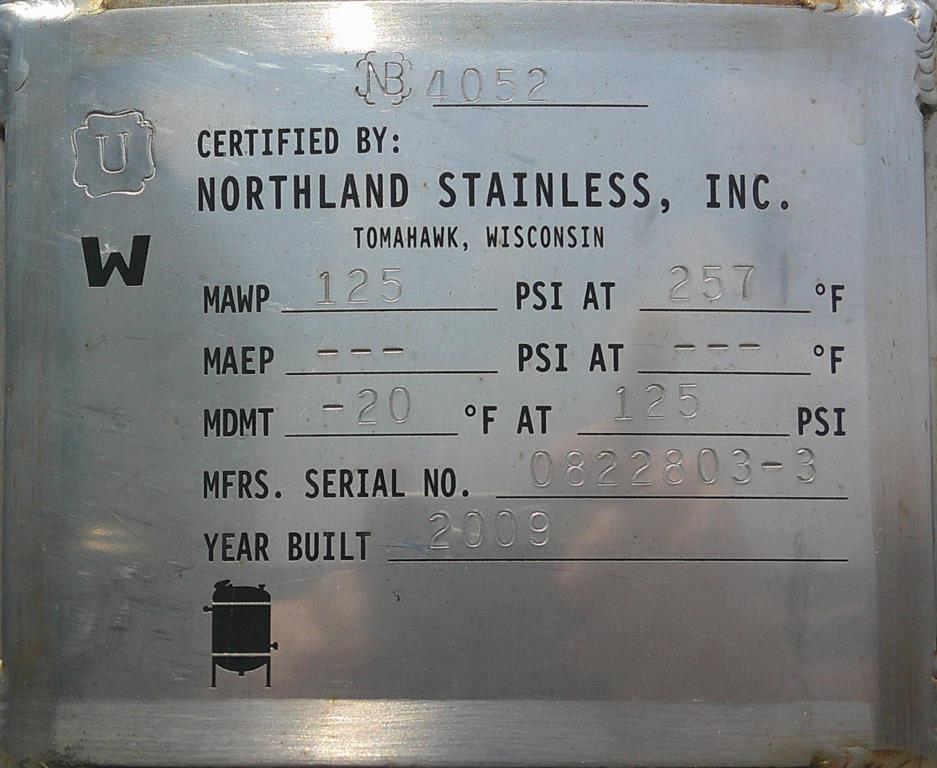 NB 4052
U
CERTIFIED BY:
NORTHLAND STAINLESS, INC.
TOMAHAWK, WISCONSIN
W
MAWP 125 PSI AT 257 °F
MAEP --- PSI AT --- °F
MDMT -20 °F AT 125 PSI
MFRS. SERIAL NO. 0822803-3
YEAR BUILT 2009